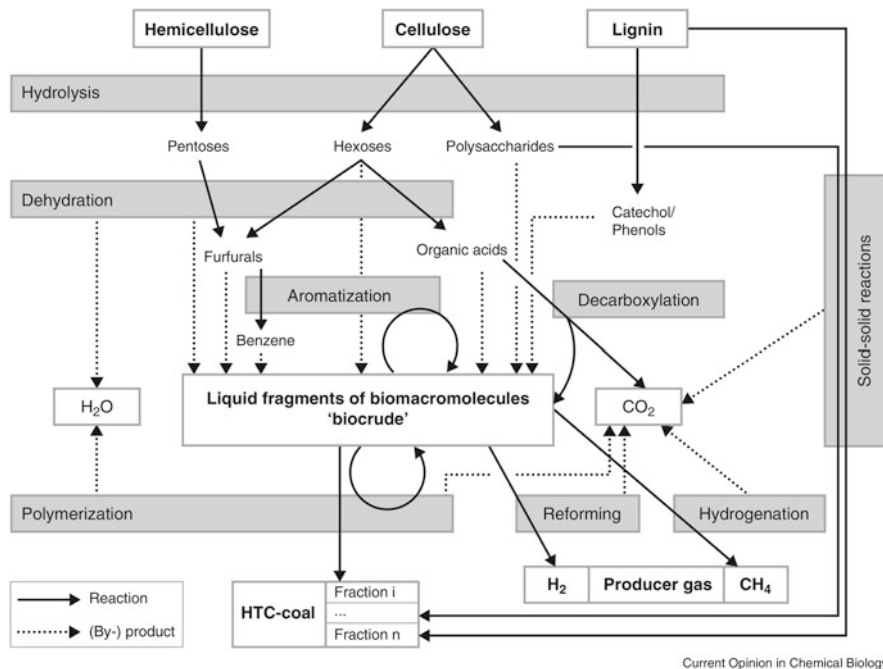 Hemicellulose
Cellulose
Lignin
Hydrolysis
Pentoses
Hexoses
Polysaccharides
Dehydration
Catechol/
Phenols
Furfurals
Organic acids
Aromatization
Decarboxylation
Solid-solid reactions
Benzene
H₂O
Liquid fragments of biomacromolecules
'biocrude'
CO₂
Polymerization
Reforming
Hydrogenation
H₂
Producer gas
CH₄
Reaction
(By-) product
HTC-coal
Fraction i
...
Fraction n
Current Opinion in Chemical Biology